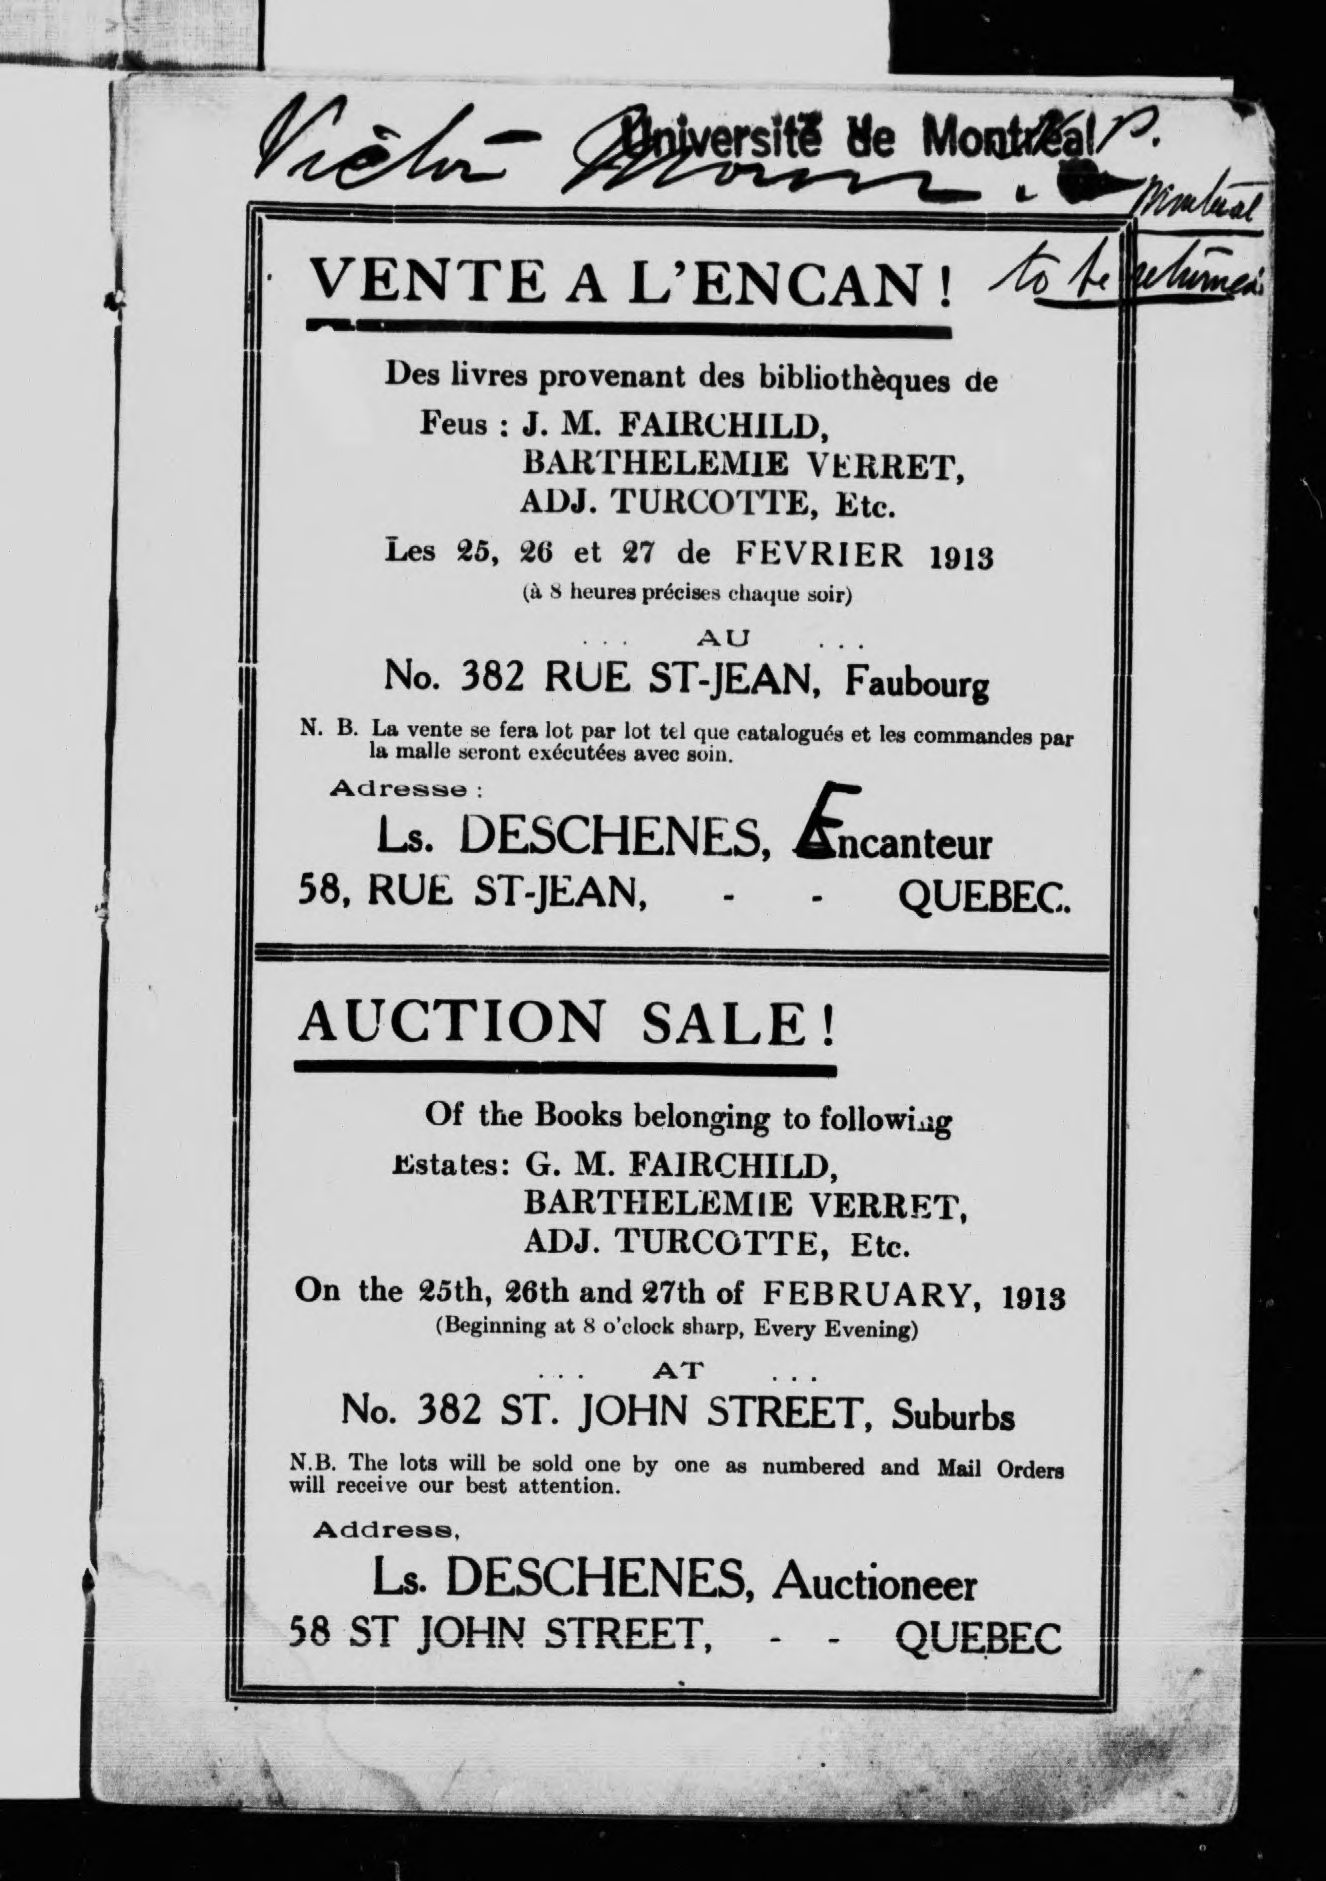 Victor Morin. N. P.
Université de Montréal
Montréal
to be returned
VENTE A L'ENCAN !
Des livres provenant des bibliothèques de
Feus : J. M. FAIRCHILD,
BARTHELEMIE VERRET,
ADJ. TURCOTTE, Etc.
Les 25, 26 et 27 de FEVRIER 1913
(à 8 heures précises chaque soir)
. . . AU . . .
No. 382 RUE ST-JEAN, Faubourg
N. B. La vente se fera lot par lot tel que catalogués et les commandes par
la malle seront exécutées avec soin.
Adresse :
Ls. DESCHENES, Encanteur
58, RUE ST-JEAN, - - QUEBEC.
AUCTION SALE !
Of the Books belonging to following
Estates: G. M. FAIRCHILD,
BARTHELEMIE VERRET,
ADJ. TURCOTTE, Etc.
On the 25th, 26th and 27th of FEBRUARY, 1913
(Beginning at 8 o'clock sharp, Every Evening)
. . . AT . . .
No. 382 ST. JOHN STREET, Suburbs
N.B. The lots will be sold one by one as numbered and Mail Orders
will receive our best attention.
Address,
Ls. DESCHENES, Auctioneer
58 ST JOHN STREET, - - QUEBEC